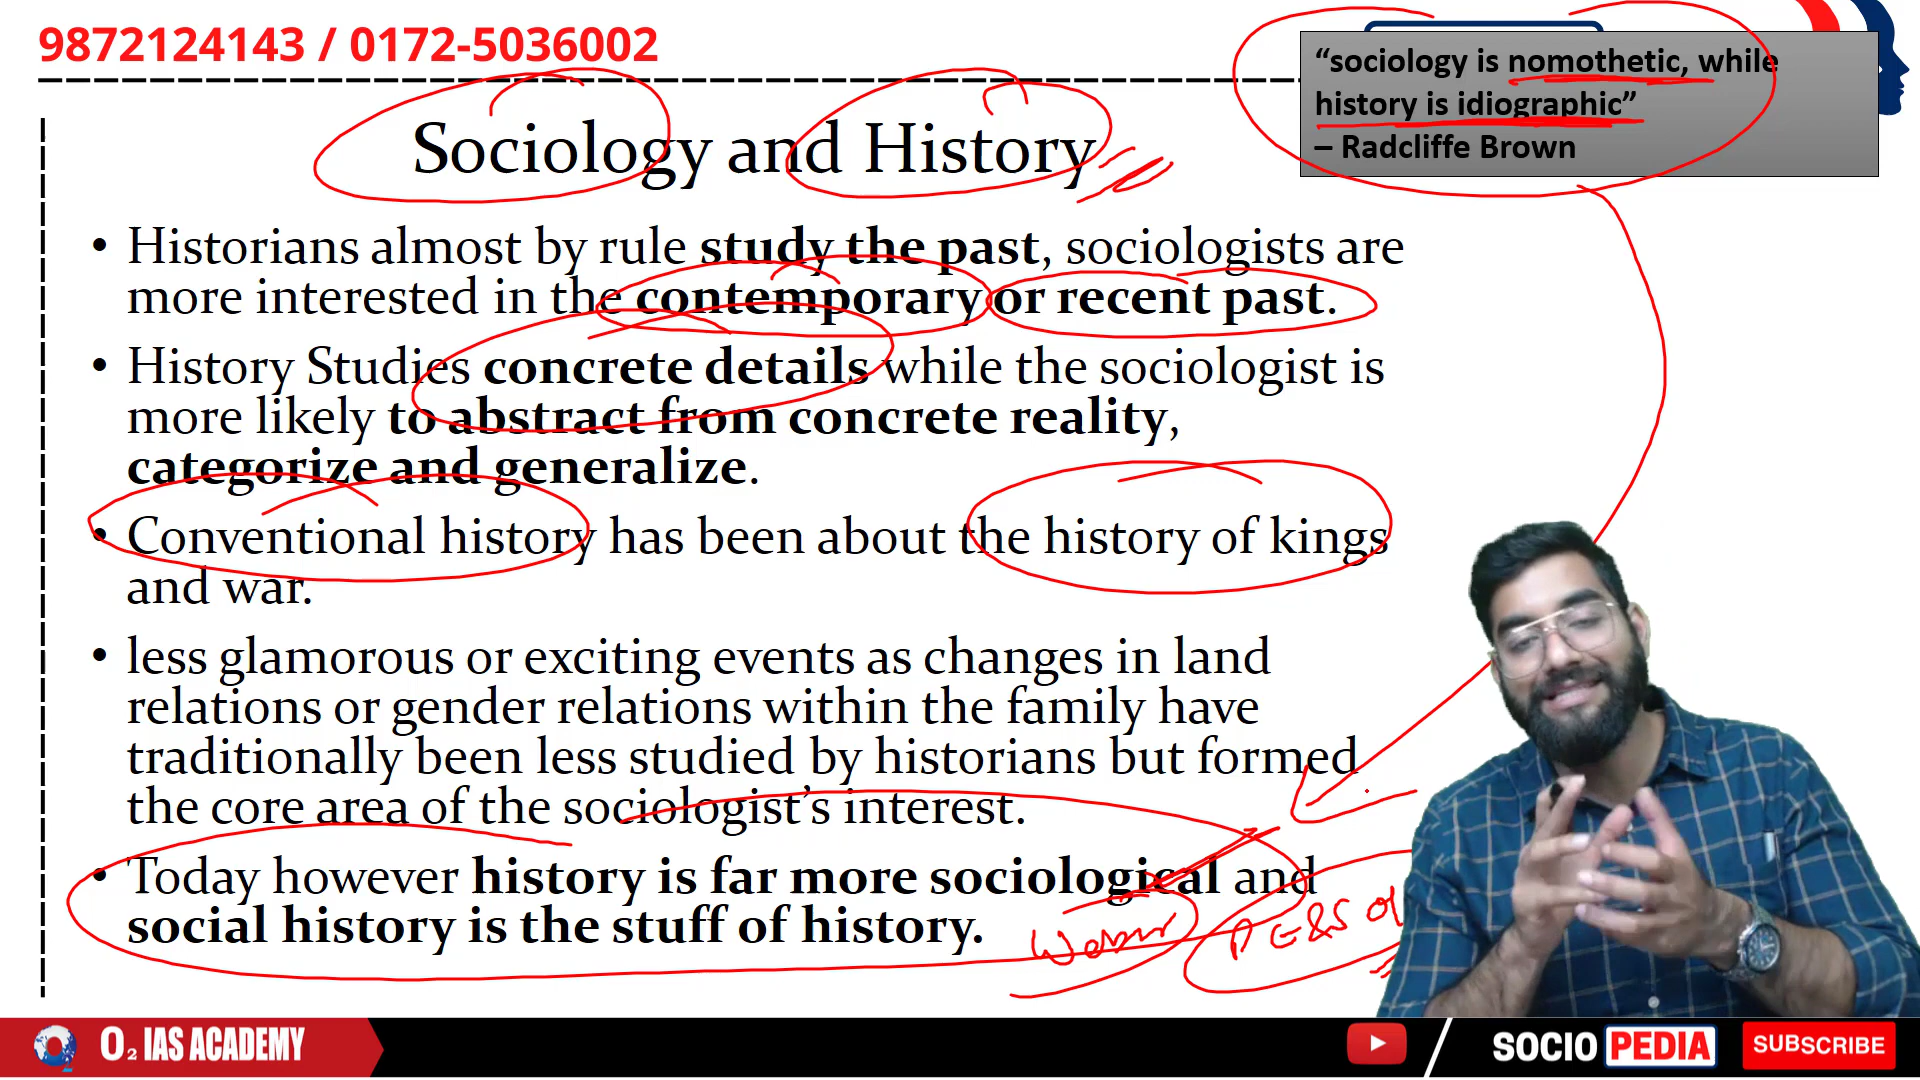 9872124143 / 0172-5036002
“sociology is nomothetic, while
history is idiographic”
– Radcliffe Brown
Sociology and History
• Historians almost by rule study the past, sociologists are
more interested in the contemporary or recent past.
• History Studies concrete details while the sociologist is
more likely to abstract from concrete reality,
categorize and generalize.
• Conventional history has been about the history of kings
and war.
• less glamorous or exciting events as changes in land
relations or gender relations within the family have
traditionally been less studied by historians but formed
the core area of the sociologist’s interest.
• Today however history is far more sociological and
social history is the stuff of history.
O2 IAS ACADEMY
SOCIO PEDIA
SUBSCRIBE